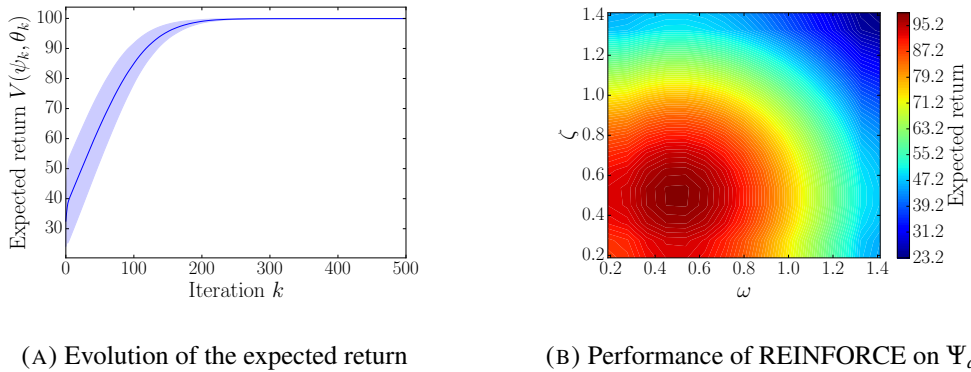 100
90
80
70
60
50
40
30
0 100 200 300 400 500
Iteration k
Expected return V(ψ_k, θ_k)
(A) Evolution of the expected return
1.4
1.2
1.0
0.8
0.6
0.4
0.2
0.2 0.4 0.6 0.8 1.0 1.2 1.4
ω
ζ
95.2
87.2
79.2
71.2
63.2
55.2
47.2
39.2
31.2
23.2
Expected return
(B) Performance of REINFORCE on Ψ